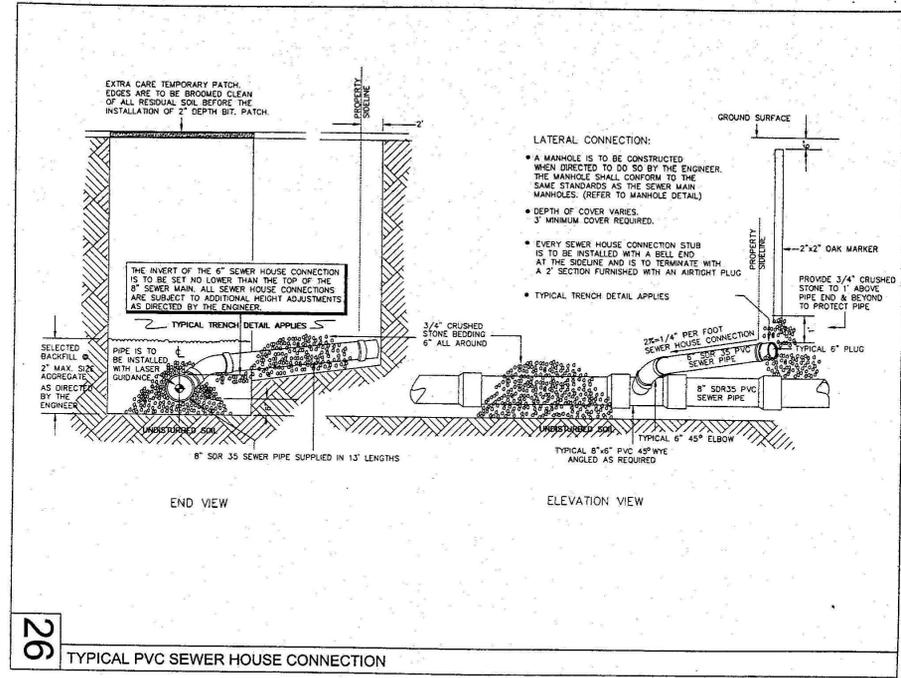 EXTRA CARE TEMPORARY PATCH.
EDGES ARE TO BE BROOMED CLEAN
OF ALL RESIDUAL SOIL BEFORE THE
INSTALLATION OF 2" DEPTH BIT. PATCH.
PROPERTY
SIDELINE
2'
GROUND SURFACE
6"
LATERAL CONNECTION:
• A MANHOLE IS TO BE CONSTRUCTED
WHEN DIRECTED TO DO SO BY THE ENGINEER.
THE MANHOLE SHALL CONFORM TO THE
SAME STANDARDS AS THE SEWER MAIN
MANHOLES. (REFER TO MANHOLE DETAIL)
• DEPTH OF COVER VARIES.
3' MINIMUM COVER REQUIRED.
• EVERY SEWER HOUSE CONNECTION STUB
IS TO BE INSTALLED WITH A BELL END
AT THE SIDELINE AND IS TO TERMINATE WITH
A 2' SECTION FURNISHED WITH AN AIRTIGHT PLUG
• TYPICAL TRENCH DETAIL APPLIES
PROPERTY
SIDELINE
2"x2" OAK MARKER
PROVIDE 3/4" CRUSHED
STONE TO 1' ABOVE
PIPE END & BEYOND
TO PROTECT PIPE
THE INVERT OF THE 6" SEWER HOUSE CONNECTION
IS TO BE SET NO LOWER THAN THE TOP OF THE
8" SEWER MAIN. ALL SEWER HOUSE CONNECTIONS
ARE SUBJECT TO ADDITIONAL HEIGHT ADJUSTMENTS
AS DIRECTED BY THE ENGINEER.
TYPICAL TRENCH DETAIL APPLIES
SELECTED
BACKFILL
2" MAX. SIZE
AGGREGATE
AS DIRECTED
BY THE
ENGINEER
PIPE IS TO
BE INSTALLED
WITH LASER
GUIDANCE.
3/4" CRUSHED
STONE BEDDING
6" ALL AROUND
2%=1/4" PER FOOT
SEWER HOUSE CONNECTION
6" SDR 35 PVC
SEWER PIPE
1'
TYPICAL 6" PLUG
8" SDR35 PVC
SEWER PIPE
UNDISTURBED SOIL
UNDISTURBED SOIL
TYPICAL 6" 45° ELBOW
TYPICAL 8"x6" PVC 45° WYE
ANGLED AS REQUIRED
8" SDR 35 SEWER PIPE SUPPLIED IN 13' LENGTHS
END VIEW
ELEVATION VIEW
26
TYPICAL PVC SEWER HOUSE CONNECTION